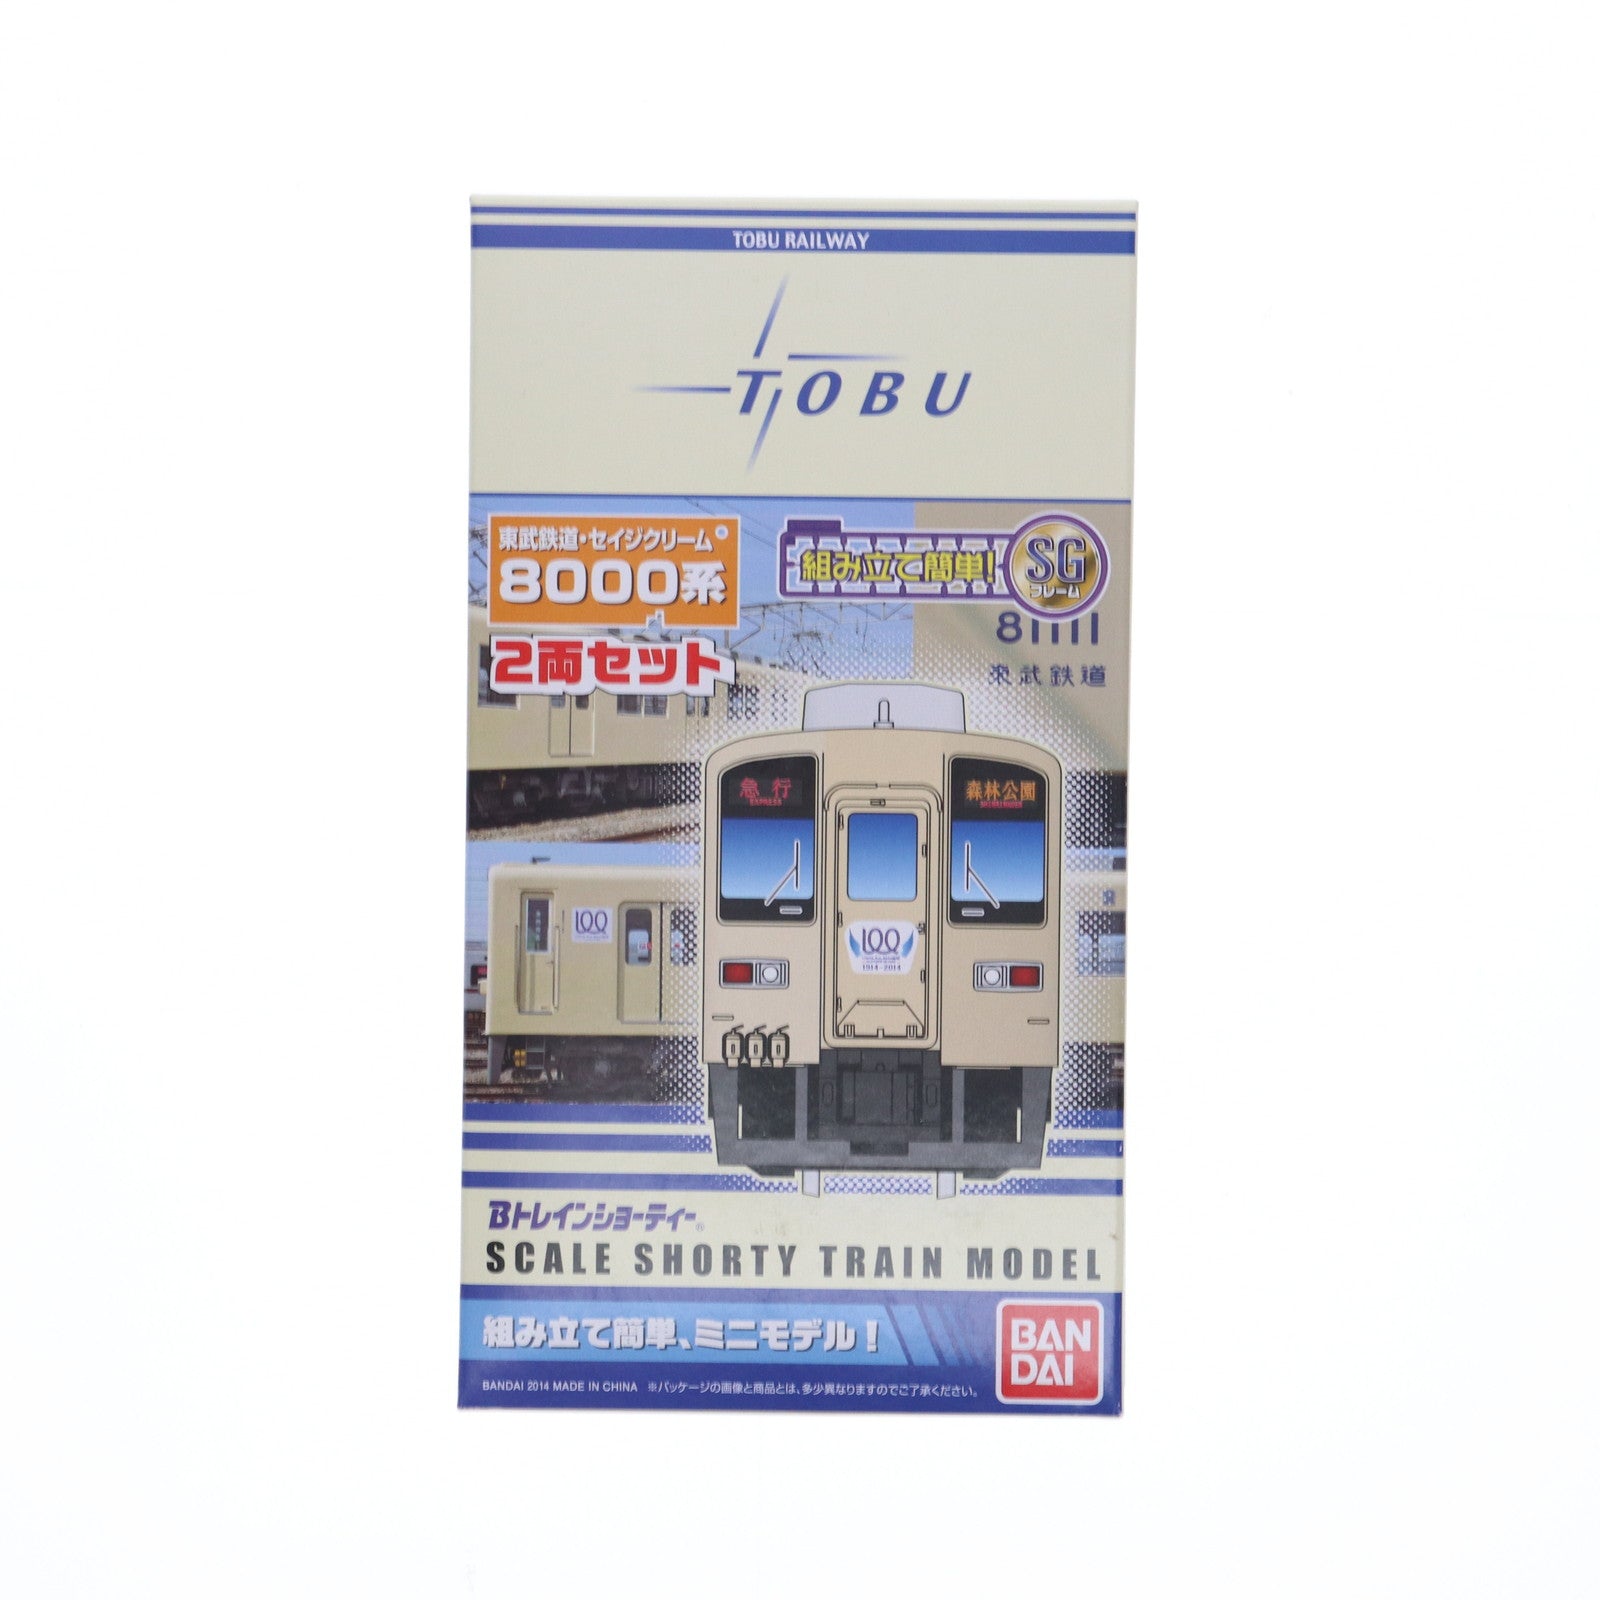 TOBU RAILWAY
TOBU
東武鉄道・セイジクリーム
8000系
2両セット
組み立て簡単!
SG
フレーム
81111
東武鉄道
急行
EXPRESS
森林公園
100
100
1914-2014
Bトレインショーティー®
SCALE SHORTY TRAIN MODEL
組み立て簡単、ミニモデル!
BANDAI 2014 MADE IN CHINA ※パッケージの画像と商品とは、多少異なりますのでご了承ください。
BAN
DAI